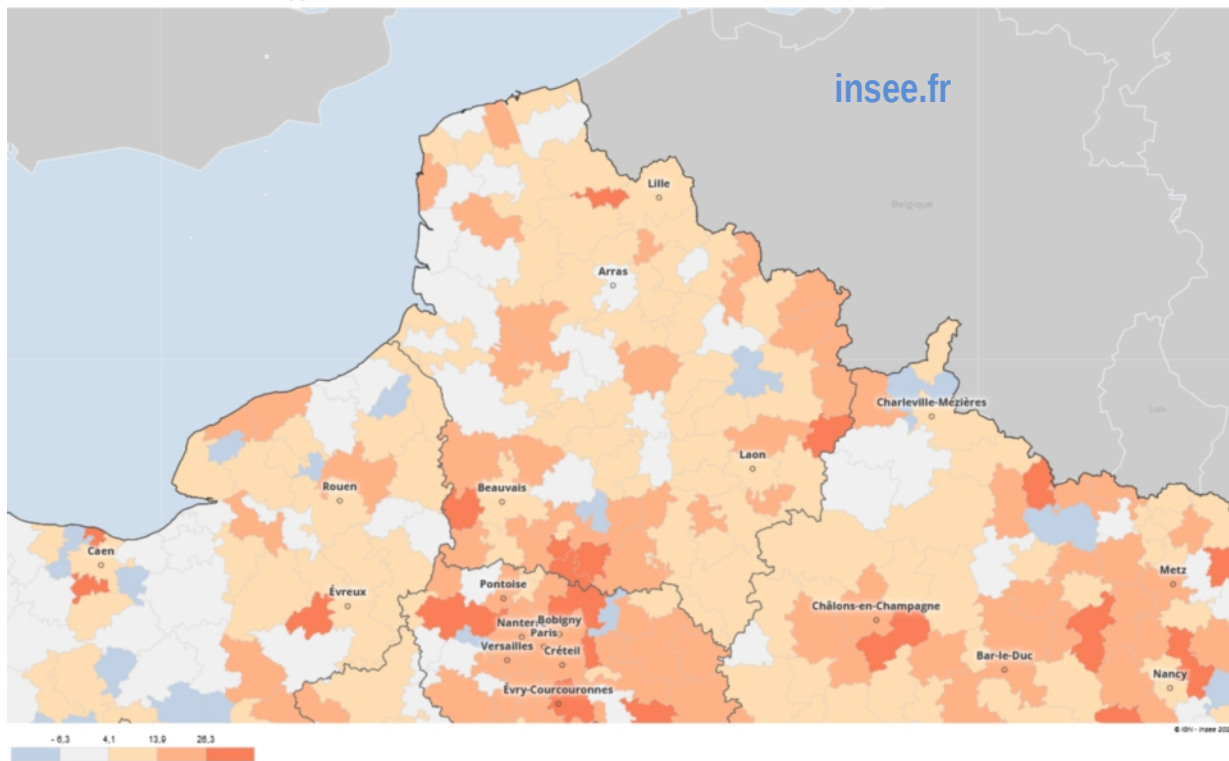 insee.fr
Lille
Belgique
Arras
Charleville-Mézières
Lux
Laon
Rouen
Beauvais
Caen
Metz
Pontoise
Évreux
Châlons-en-Champagne
Bobigny
Nanterre
Paris
Versailles
Créteil
Bar-le-Duc
Nancy
Évry-Courcouronnes
- 6,3 4,1 13,9 26,3